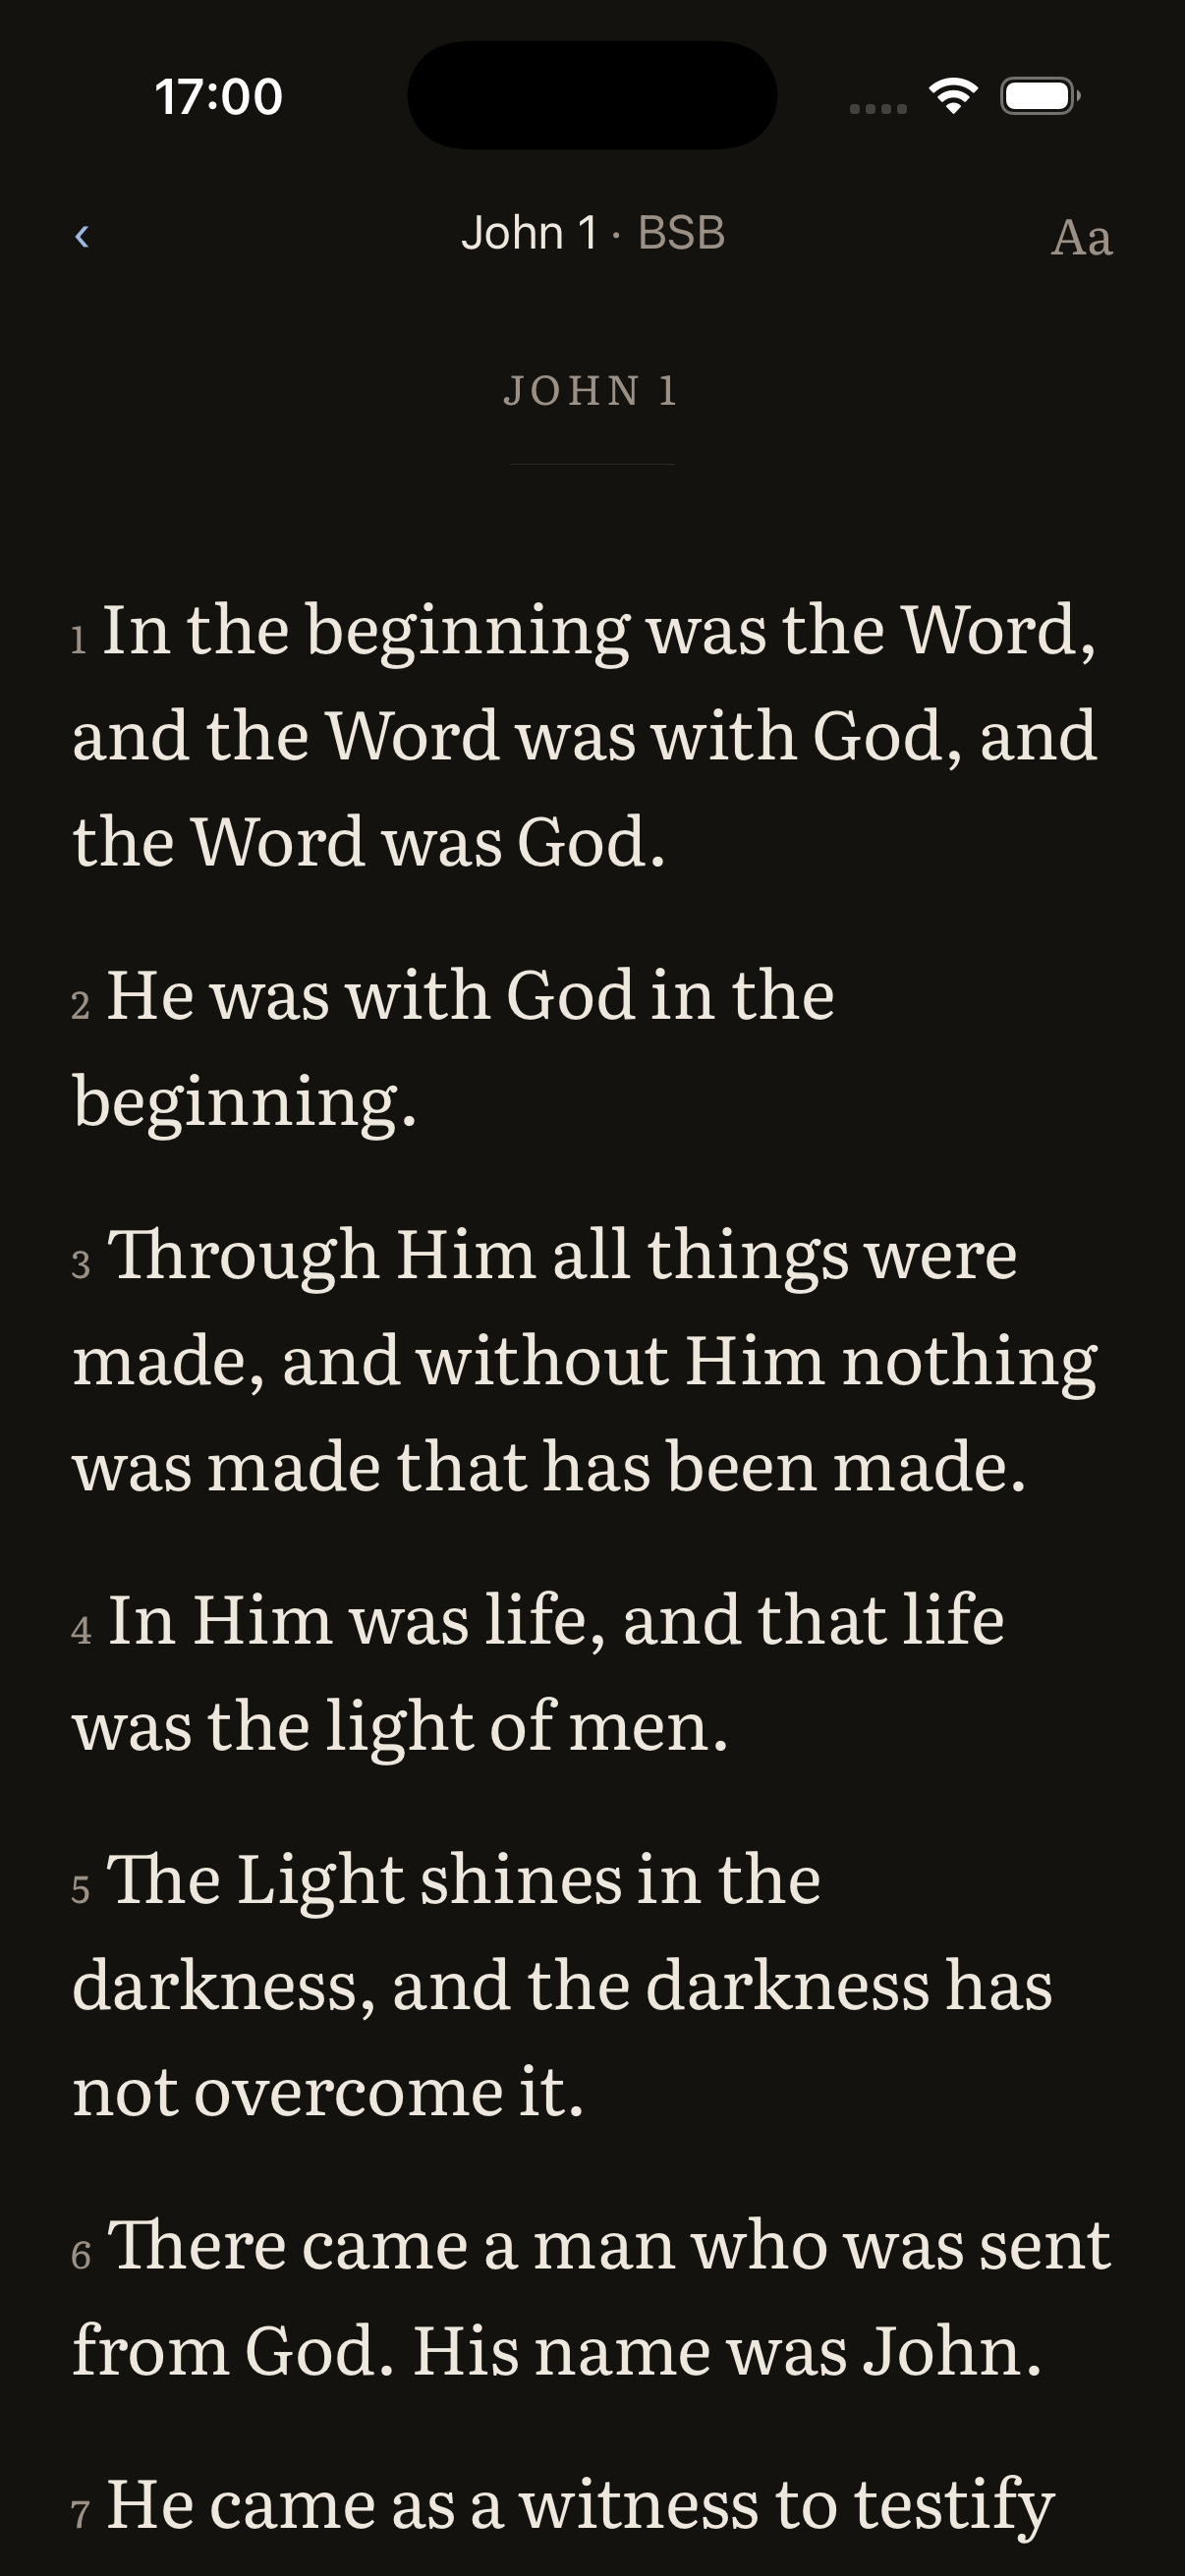 17:00
‹ John 1 · BSB Aa
JOHN 1
1 In the beginning was the Word,
and the Word was with God, and
the Word was God.
2 He was with God in the
beginning.
3 Through Him all things were
made, and without Him nothing
was made that has been made.
4 In Him was life, and that life
was the light of men.
5 The Light shines in the
darkness, and the darkness has
not overcome it.
6 There came a man who was sent
from God. His name was John.
7 He came as a witness to testify